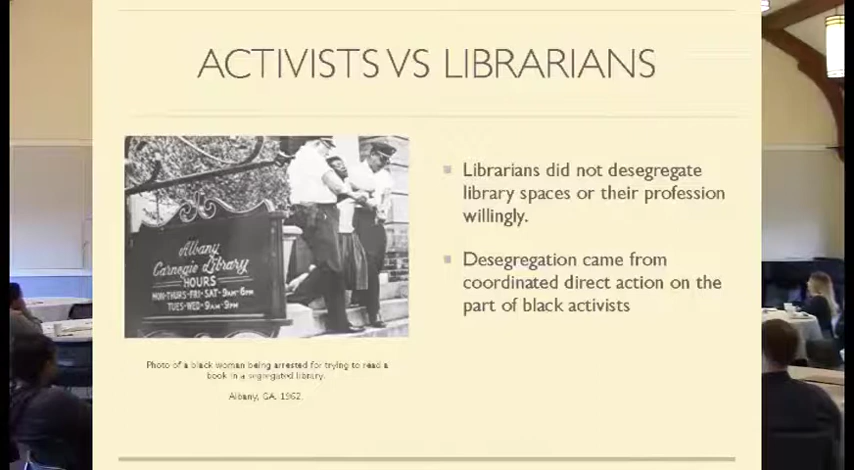 ACTIVISTS VS LIBRARIANS
Albany
Carnegie Library
HOURS
MON-THURS-FRI-SAT-9AM-6PM
TUES-WED-9AM-9PM
Photo of a black woman being arrested for trying to read a
book in a segregated library.
Albany, GA, 1962.
Librarians did not desegregate
library spaces or their profession
willingly.
Desegregation came from
coordinated direct action on the
part of black activists